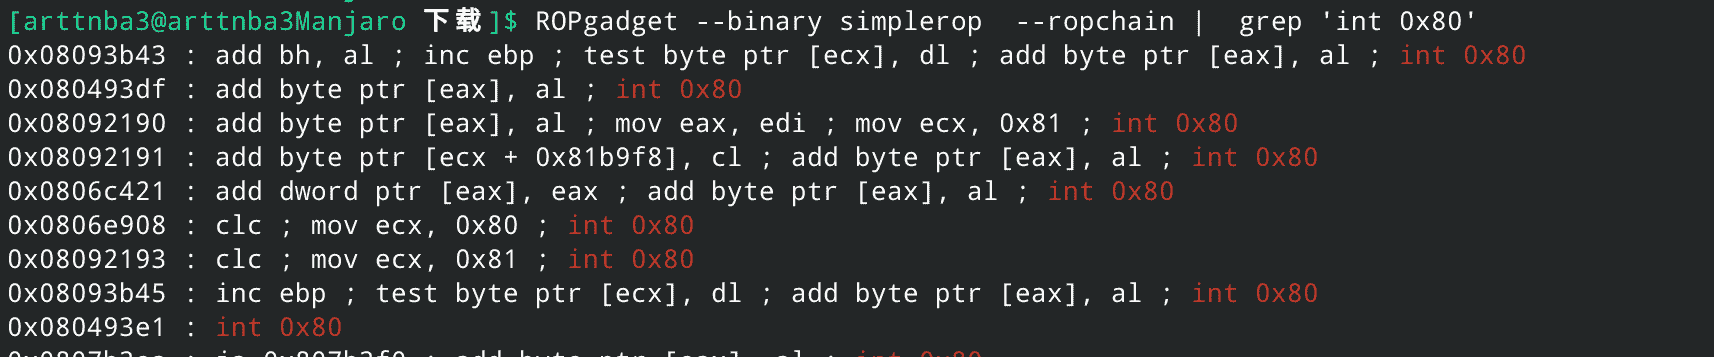 [arttnba3@arttnba3Manjaro 下载]$ ROPgadget --binary simplerop  --ropchain |  grep 'int 0x80'
0x08093b43 : add bh, al ; inc ebp ; test byte ptr [ecx], dl ; add byte ptr [eax], al ; int 0x80
0x080493df : add byte ptr [eax], al ; int 0x80
0x08092190 : add byte ptr [eax], al ; mov eax, edi ; mov ecx, 0x81 ; int 0x80
0x08092191 : add byte ptr [ecx + 0x81b9f8], cl ; add byte ptr [eax], al ; int 0x80
0x0806c421 : add dword ptr [eax], eax ; add byte ptr [eax], al ; int 0x80
0x0806e908 : clc ; mov ecx, 0x80 ; int 0x80
0x08092193 : clc ; mov ecx, 0x81 ; int 0x80
0x08093b45 : inc ebp ; test byte ptr [ecx], dl ; add byte ptr [eax], al ; int 0x80
0x080493e1 : int 0x80